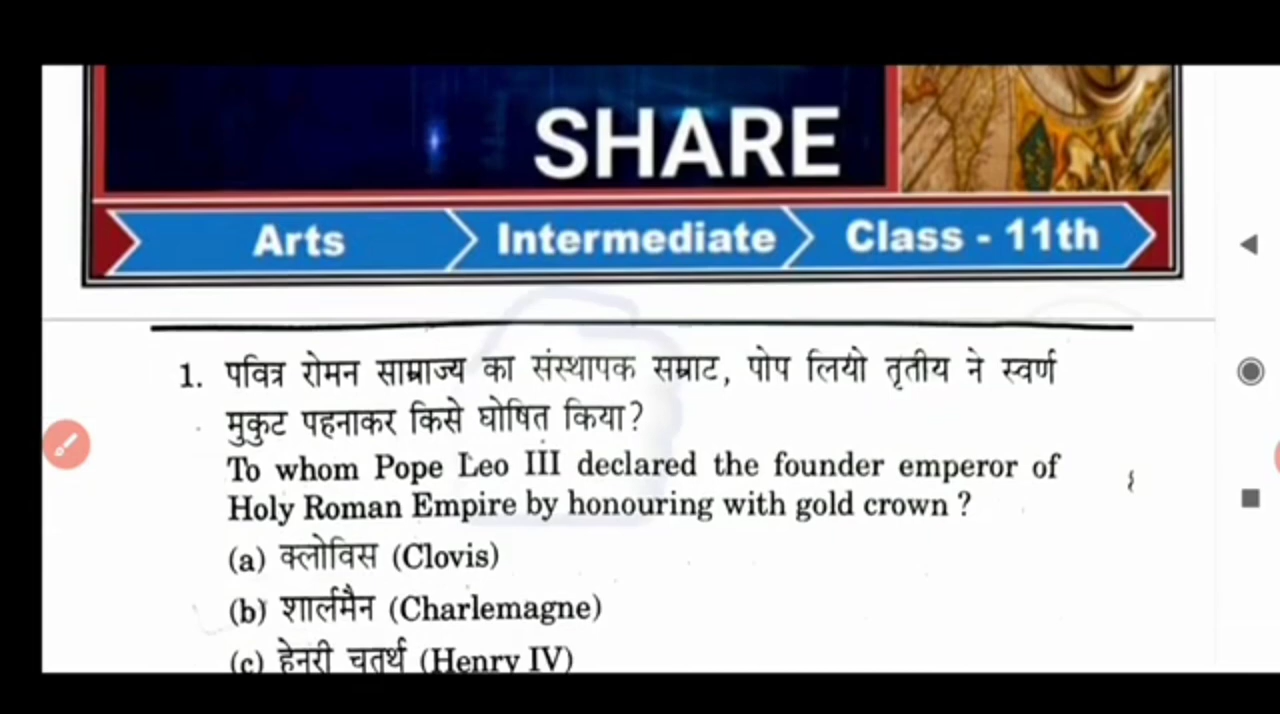 SHARE
Arts Intermediate Class - 11th
1. पवित्र रोमन साम्राज्य का संस्थापक सम्राट, पोप लियो तृतीय ने स्वर्ण
मुकुट पहनाकर किसे घोषित किया?
To whom Pope Leo III declared the founder emperor of
Holy Roman Empire by honouring with gold crown ?
(a) क्लोविस (Clovis)
(b) शार्लमैन (Charlemagne)
(c) हेनरी चतुर्थ (Henry IV)